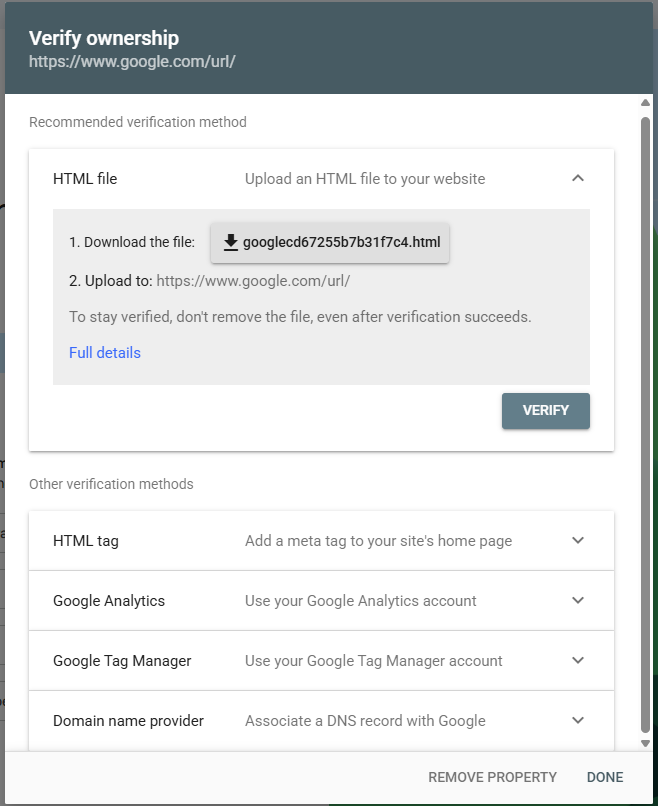 Verify ownership
https://www.google.com/url/
Recommended verification method
HTML file
Upload an HTML file to your website
1. Download the file:
googlecd67255b7b31f7c4.html
2. Upload to: https://www.google.com/url/
To stay verified, don't remove the file, even after verification succeeds.
Full details
VERIFY
Other verification methods
HTML tag
Add a meta tag to your site's home page
Google Analytics
Use your Google Analytics account
Google Tag Manager
Use your Google Tag Manager account
Domain name provider
Associate a DNS record with Google
REMOVE PROPERTY
DONE